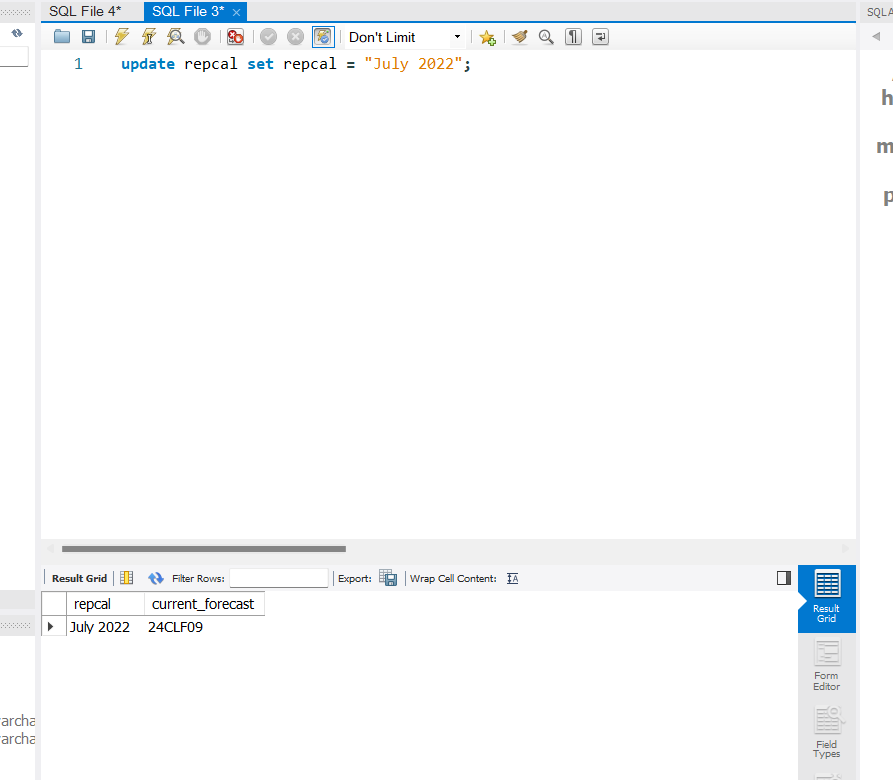 SQL File 4* SQL File 3* ×
SQLA
Don't Limit
1 update repcal set repcal = "July 2022";
h
m
p
Result Grid Filter Rows: Export: Wrap Cell Content: IA
repcal current_forecast
July 2022 24CLF09
Result
Grid
Form
Editor
archa
archa
Field
Types